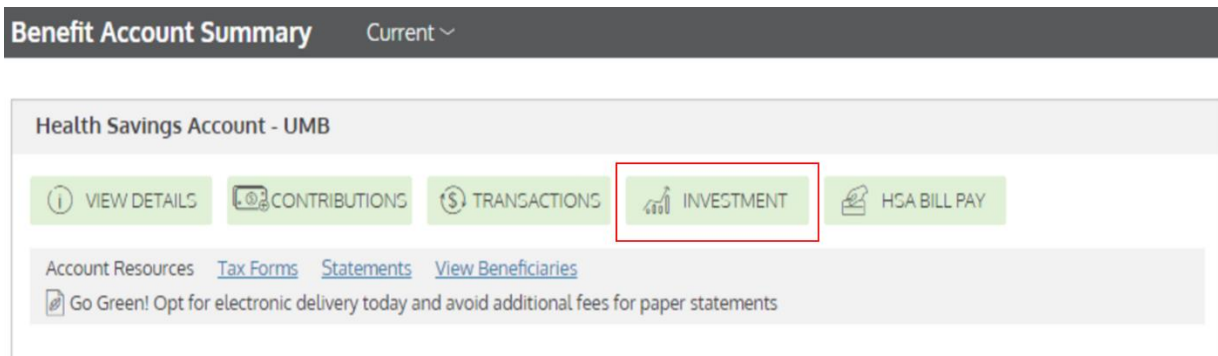 Benefit Account Summary Current
Health Savings Account - UMB
VIEW DETAILS CONTRIBUTIONS TRANSACTIONS INVESTMENT HSA BILL PAY
Account Resources Tax Forms Statements View Beneficiaries
Go Green! Opt for electronic delivery today and avoid additional fees for paper statements